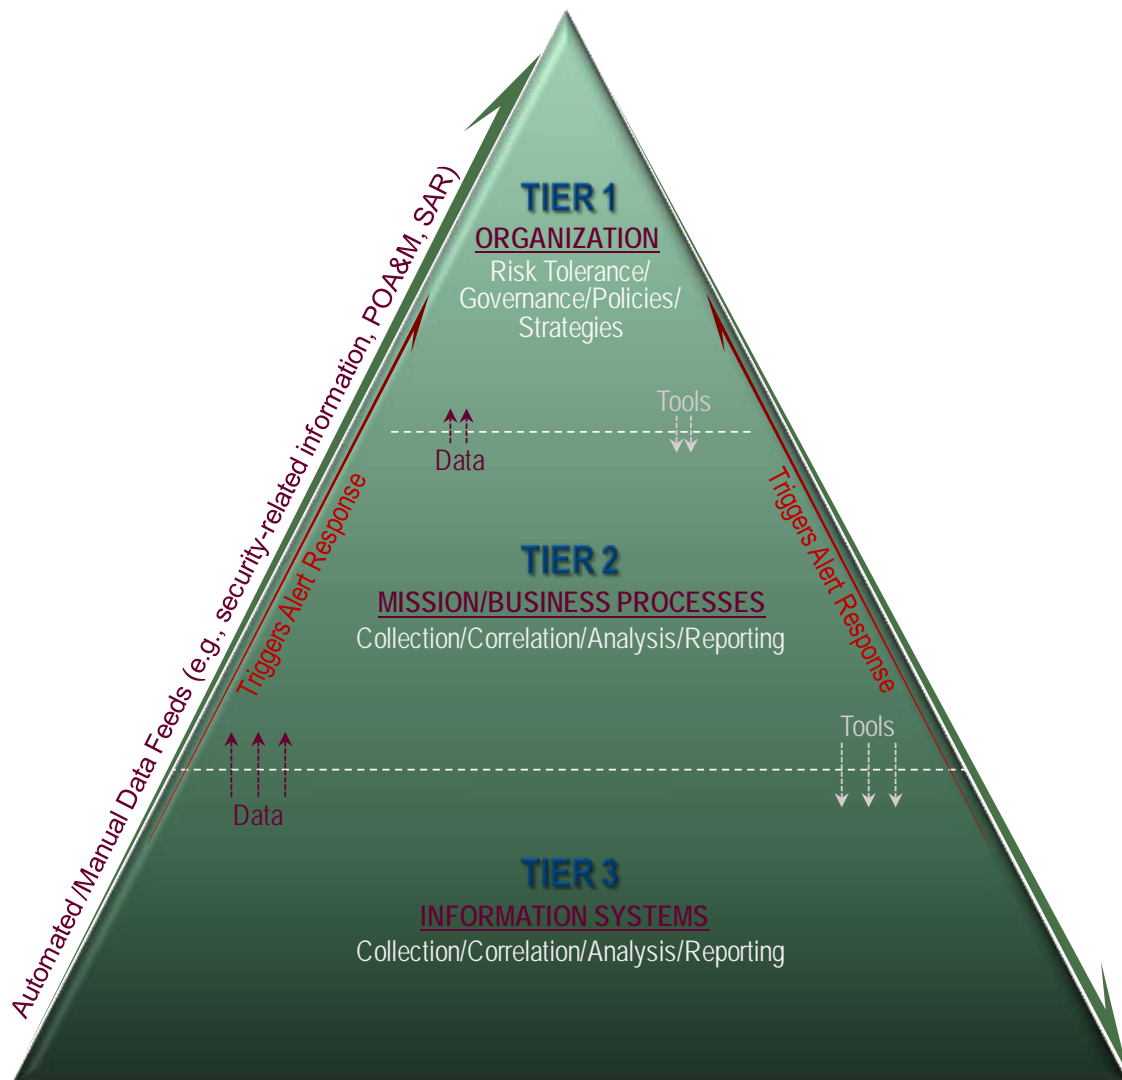 Automated /Manual Data Feeds (e.g., security-related information, POA&M, SAR)
TIER 1
ORGANIZATION
Risk Tolerance/
Governance/Policies/
Strategies
Tools
Data
Triggers Alert Response
Triggers Alert Response
TIER 2
MISSION/BUSINESS PROCESSES
Collection/Correlation/Analysis/Reporting
Tools
Data
TIER 3
INFORMATION SYSTEMS
Collection/Correlation/Analysis/Reporting